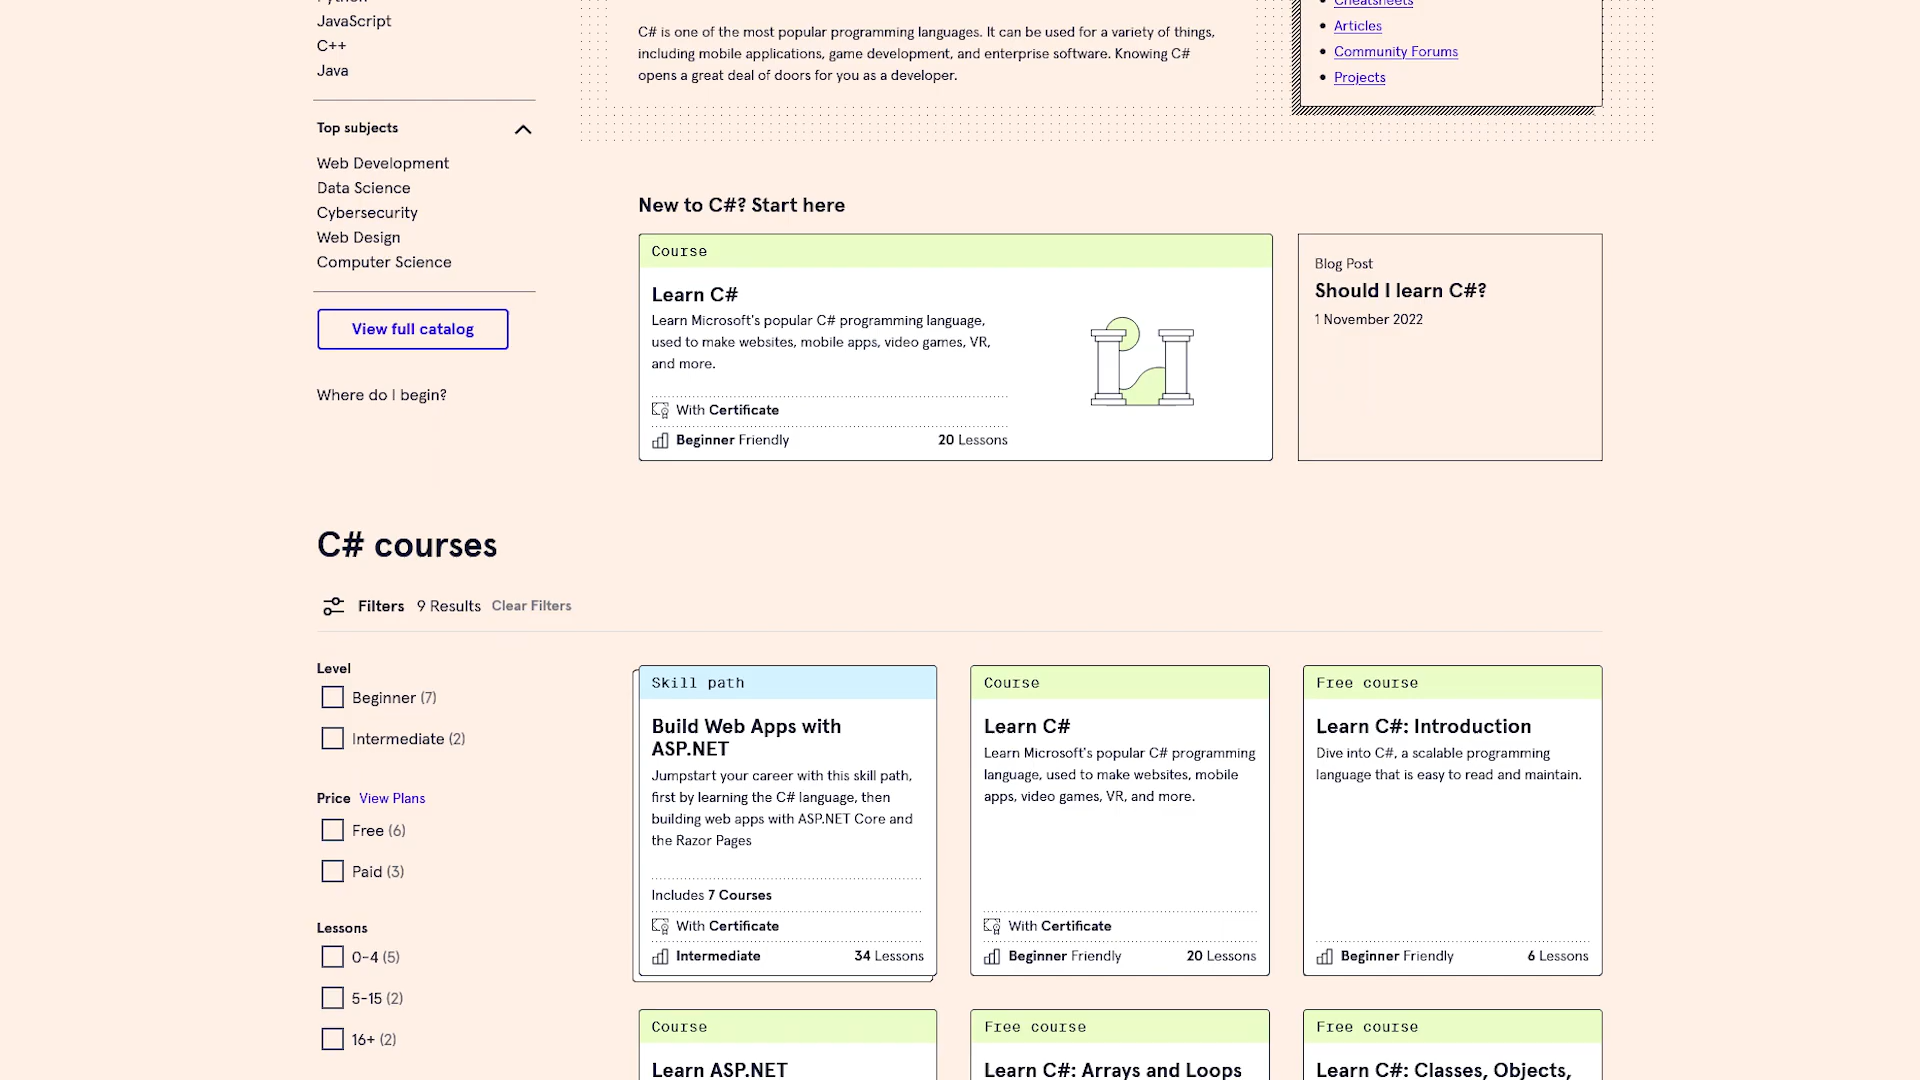 JavaScript
C++
Java
Top subjects
Web Development
Data Science
Cybersecurity
Web Design
Computer Science
View full catalog
Where do I begin?
C# is one of the most popular programming languages. It can be used for a variety of things,
including mobile applications, game development, and enterprise software. Knowing C#
opens a great deal of doors for you as a developer.
Cheatsheets
Articles
Community Forums
Projects
New to C#? Start here
Course
Learn C#
Learn Microsoft's popular C# programming language,
used to make websites, mobile apps, video games, VR,
and more.
With Certificate
Beginner Friendly
20 Lessons
Blog Post
Should I learn C#?
1 November 2022
C# courses
Filters 9 Results Clear Filters
Level
Beginner (7)
Intermediate (2)
Price View Plans
Free (6)
Paid (3)
Lessons
0-4 (5)
5-15 (2)
16+ (2)
Skill path
Build Web Apps with
ASP.NET
Jumpstart your career with this skill path,
first by learning the C# language, then
building web apps with ASP.NET Core and
the Razor Pages
Includes 7 Courses
With Certificate
Intermediate
34 Lessons
Course
Learn C#
Learn Microsoft's popular C# programming
language, used to make websites, mobile
apps, video games, VR, and more.
With Certificate
Beginner Friendly
20 Lessons
Free course
Learn C#: Introduction
Dive into C#, a scalable programming
language that is easy to read and maintain.
Beginner Friendly
6 Lessons
Course
Learn ASP.NET
Free course
Learn C#: Arrays and Loops
Free course
Learn C#: Classes, Objects,